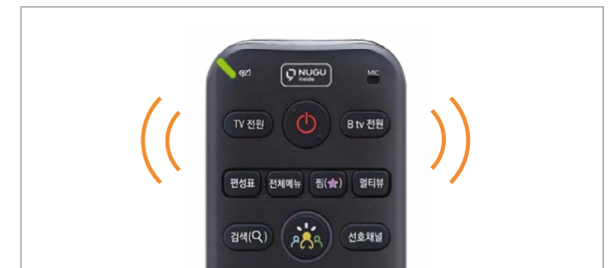 NUGU
inside
MIC
TV 전원
B tv 전원
편성표 전체메뉴 찜(★) 멀티뷰
검색(Q) 선호채널